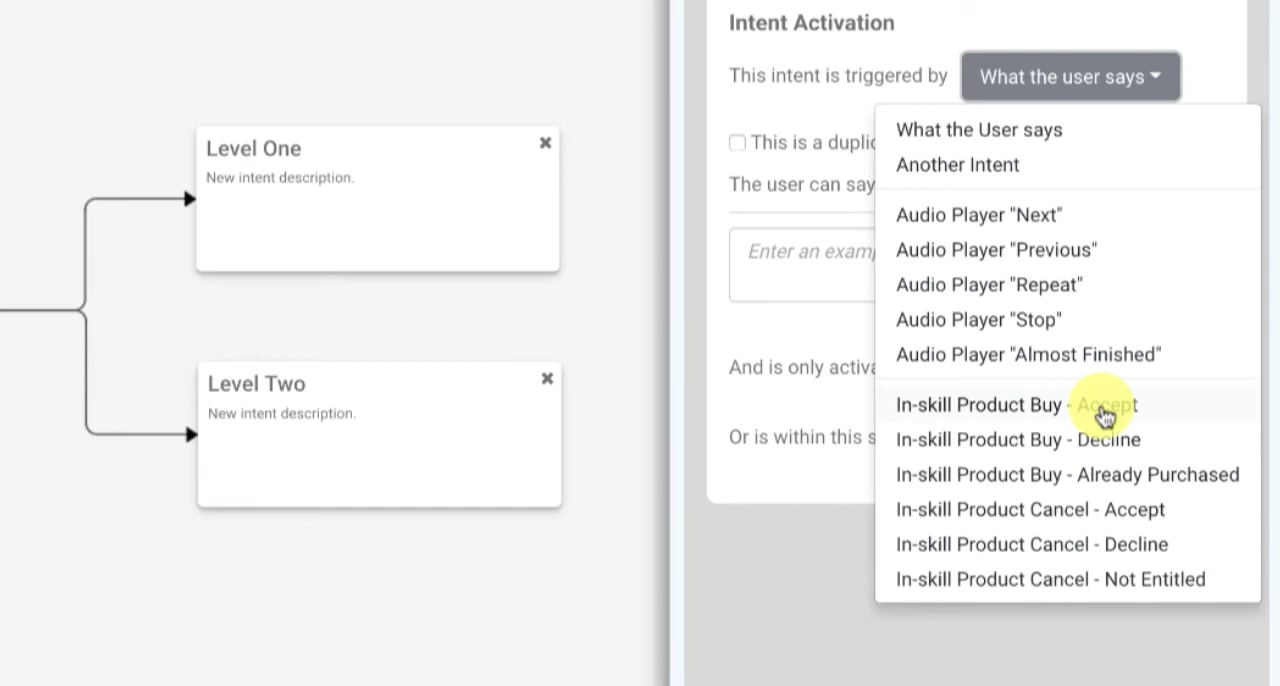 Level One
New intent description.
Level Two
New intent description.
Intent Activation
This intent is triggered by What the user says
This is a
The user can say
Enter an
And is only
Or is within this
What the User says
Another Intent
Audio Player "Next"
Audio Player "Previous"
Audio Player "Repeat"
Audio Player "Stop"
Audio Player "Almost Finished"
In-skill Product Buy - Accept
In-skill Product Buy - Decline
In-skill Product Buy - Already Purchased
In-skill Product Cancel - Accept
In-skill Product Cancel - Decline
In-skill Product Cancel - Not Entitled